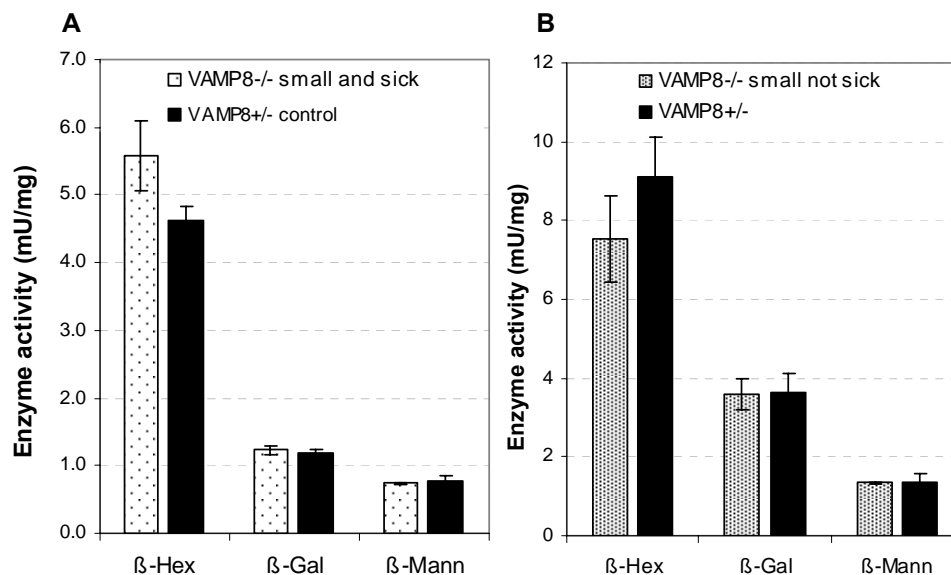 A
7.0
6.0
5.0
4.0
3.0
2.0
1.0
0.0
Enzyme activity (mU/mg)
VAMP8-/- small and sick
VAMP8+/- control
ß-Hex
ß-Gal
ß-Mann
B
12
10
8
6
4
2
0
Enzyme activity (mU/mg)
VAMP8-/- small not sick
VAMP8+/-
ß-Hex
ß-Gal
ß-Mann